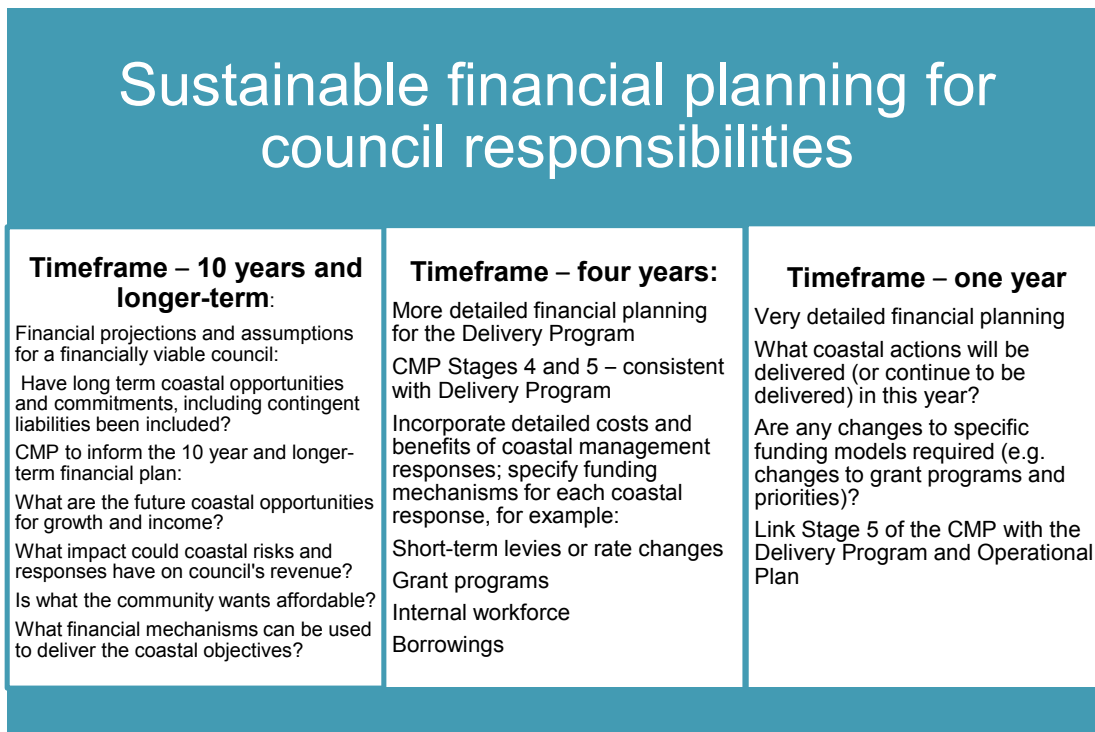 Sustainable financial planning for
council responsibilities
Timeframe – 10 years and
longer-term:
Financial projections and assumptions
for a financially viable council:
Have long term coastal opportunities
and commitments, including contingent
liabilities been included?
CMP to inform the 10 year and longer-
term financial plan:
What are the future coastal opportunities
for growth and income?
What impact could coastal risks and
responses have on council's revenue?
Is what the community wants affordable?
What financial mechanisms can be used
to deliver the coastal objectives?
Timeframe – four years:
More detailed financial planning
for the Delivery Program
CMP Stages 4 and 5 – consistent
with Delivery Program
Incorporate detailed costs and
benefits of coastal management
responses; specify funding
mechanisms for each coastal
response, for example:
Short-term levies or rate changes
Grant programs
Internal workforce
Borrowings
Timeframe – one year
Very detailed financial planning
What coastal actions will be
delivered (or continue to be
delivered) in this year?
Are any changes to specific
funding models required (e.g.
changes to grant programs and
priorities)?
Link Stage 5 of the CMP with the
Delivery Program and Operational
Plan